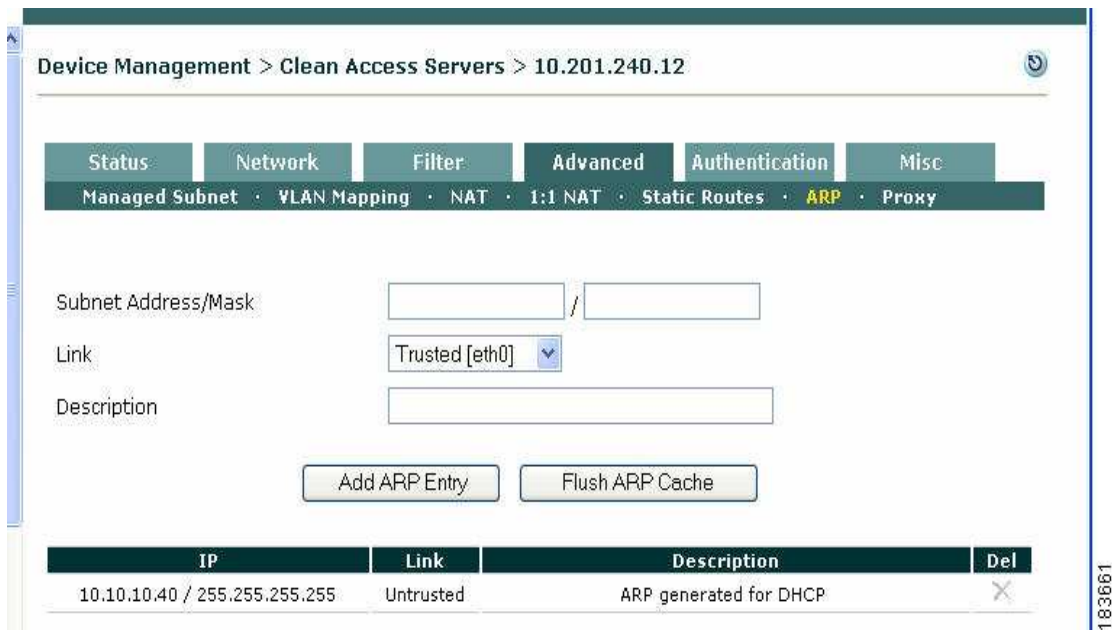 Device Management > Clean Access Servers > 10.201.240.12
Status Network Filter Advanced Authentication Misc
Managed Subnet · VLAN Mapping · NAT · 1:1 NAT · Static Routes · ARP · Proxy
Subnet Address/Mask /
Link Trusted [eth0]
Description
Add ARP Entry Flush ARP Cache
IP Link Description Del
10.10.10.40 / 255.255.255.255 Untrusted ARP generated for DHCP
183661